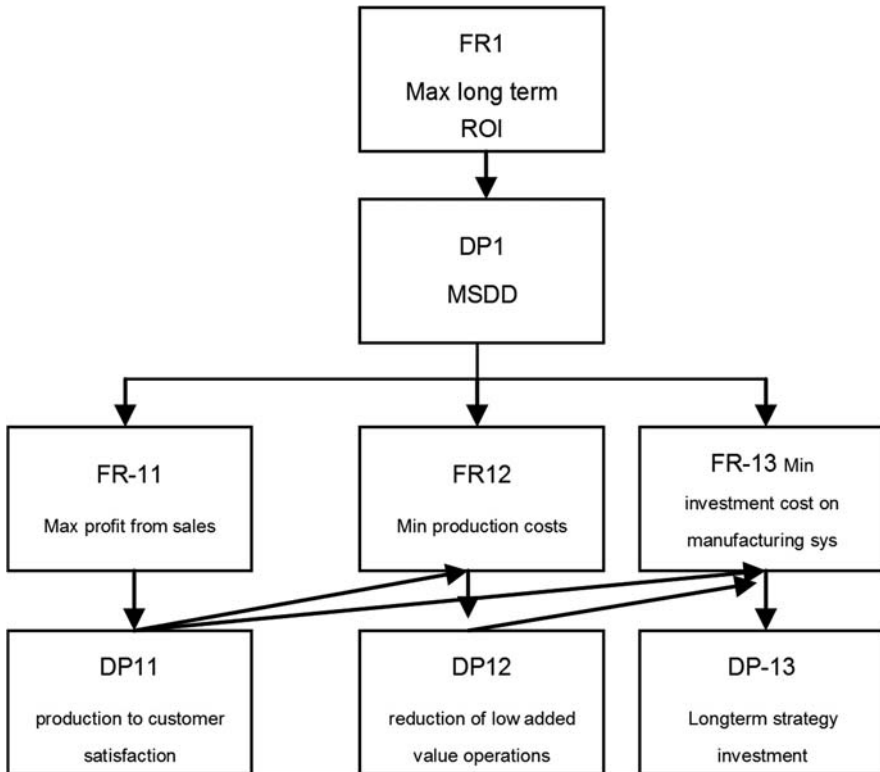 FR1
Max long term
ROI
DP1
MSDD
FR-11
Max profit from sales
FR12
Min production costs
FR-13 Min
investment cost on
manufacturing sys
DP11
production to customer
satisfaction
DP12
reduction of low added
value operations
DP-13
Longterm strategy
investment